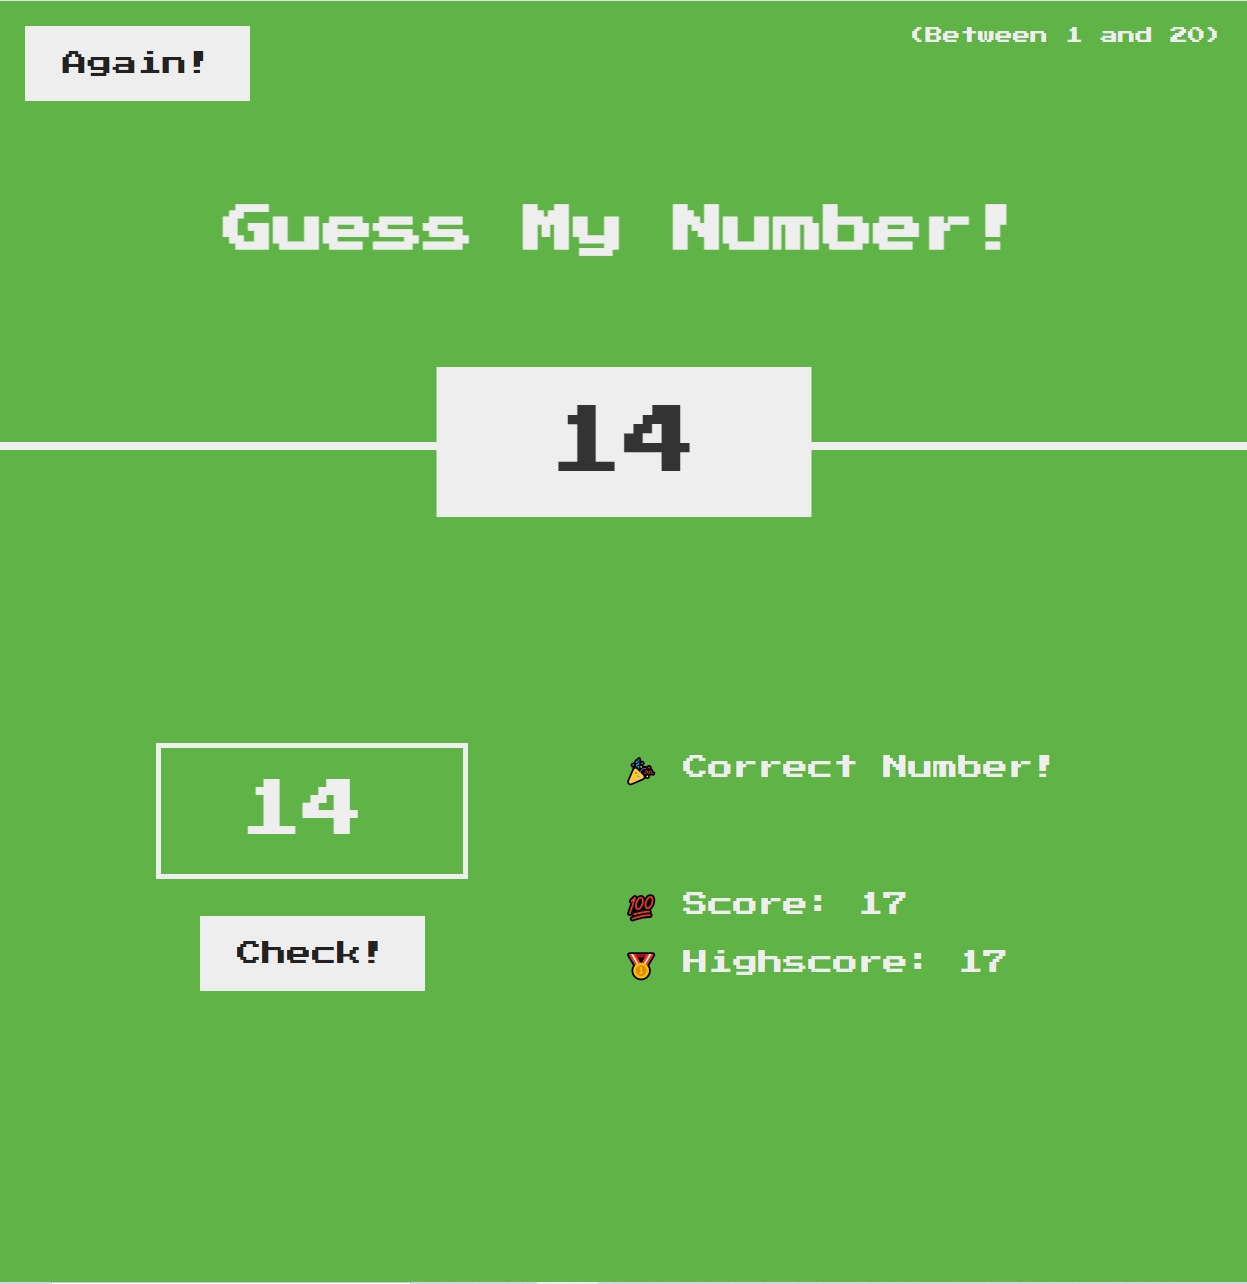 Again!
(Between 1 and 20)
Guess My Number!
14
14
Check!
🎉 Correct Number!
💯 Score: 17
🥇 Highscore: 17